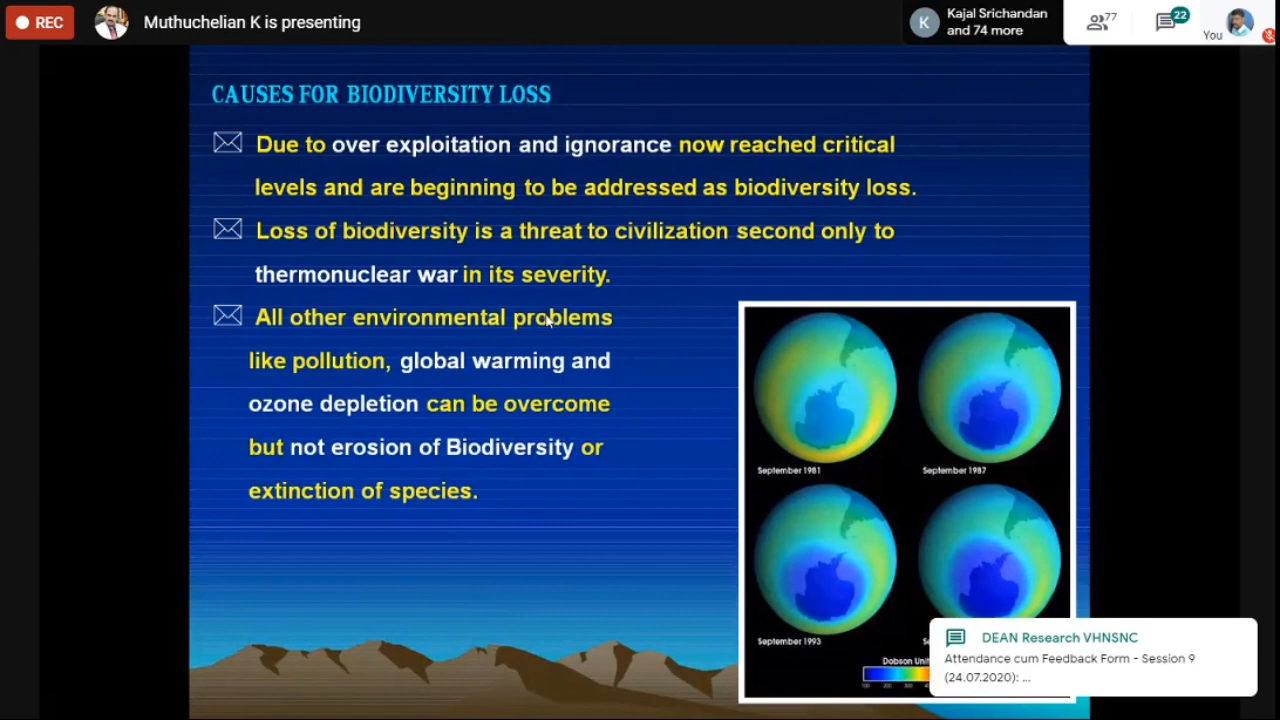 REC
Muthuchelian K is presenting
K
Kajal Srichandan
and 74 more
77
22
You
CAUSES FOR BIODIVERSITY LOSS
Due to over exploitation and ignorance now reached critical
levels and are beginning to be addressed as biodiversity loss.
Loss of biodiversity is a threat to civilization second only to
thermonuclear war in its severity.
All other environmental problems
like pollution, global warming and
ozone depletion can be overcome
but not erosion of Biodiversity or
extinction of species.
September 1981
September 1987
September 1993
Dobson
100 200 300
DEAN Research VHNSNC
Attendance cum Feedback Form - Session 9
(24.07.2020): ...